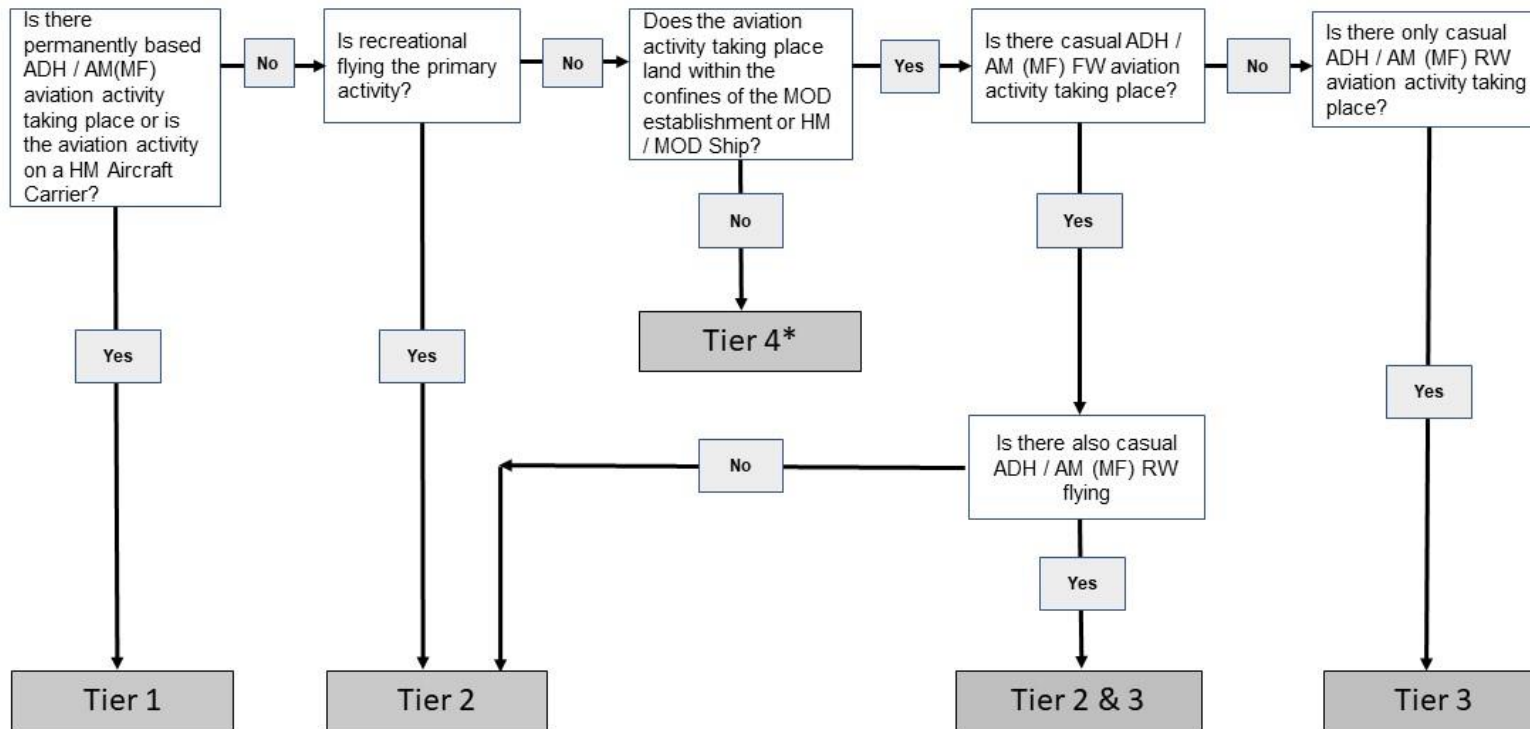 Is there
permanently based
ADH / AM(MF)
aviation activity
taking place or is
the aviation activity
on a HM Aircraft
Carrier?
No
Is recreational
flying the primary
activity?
No
Does the aviation
activity taking place
land within the
confines of the MOD
establishment or HM
/ MOD Ship?
Yes
Is there casual ADH /
AM (MF) FW aviation
activity taking place?
No
Is there only casual
ADH / AM (MF) RW
aviation activity taking
place?
No
Yes
Tier 4*
Yes
Yes
Yes
Is there also casual
ADH / AM (MF) RW
flying
No
Yes
Tier 1
Tier 2
Tier 2 & 3
Tier 3